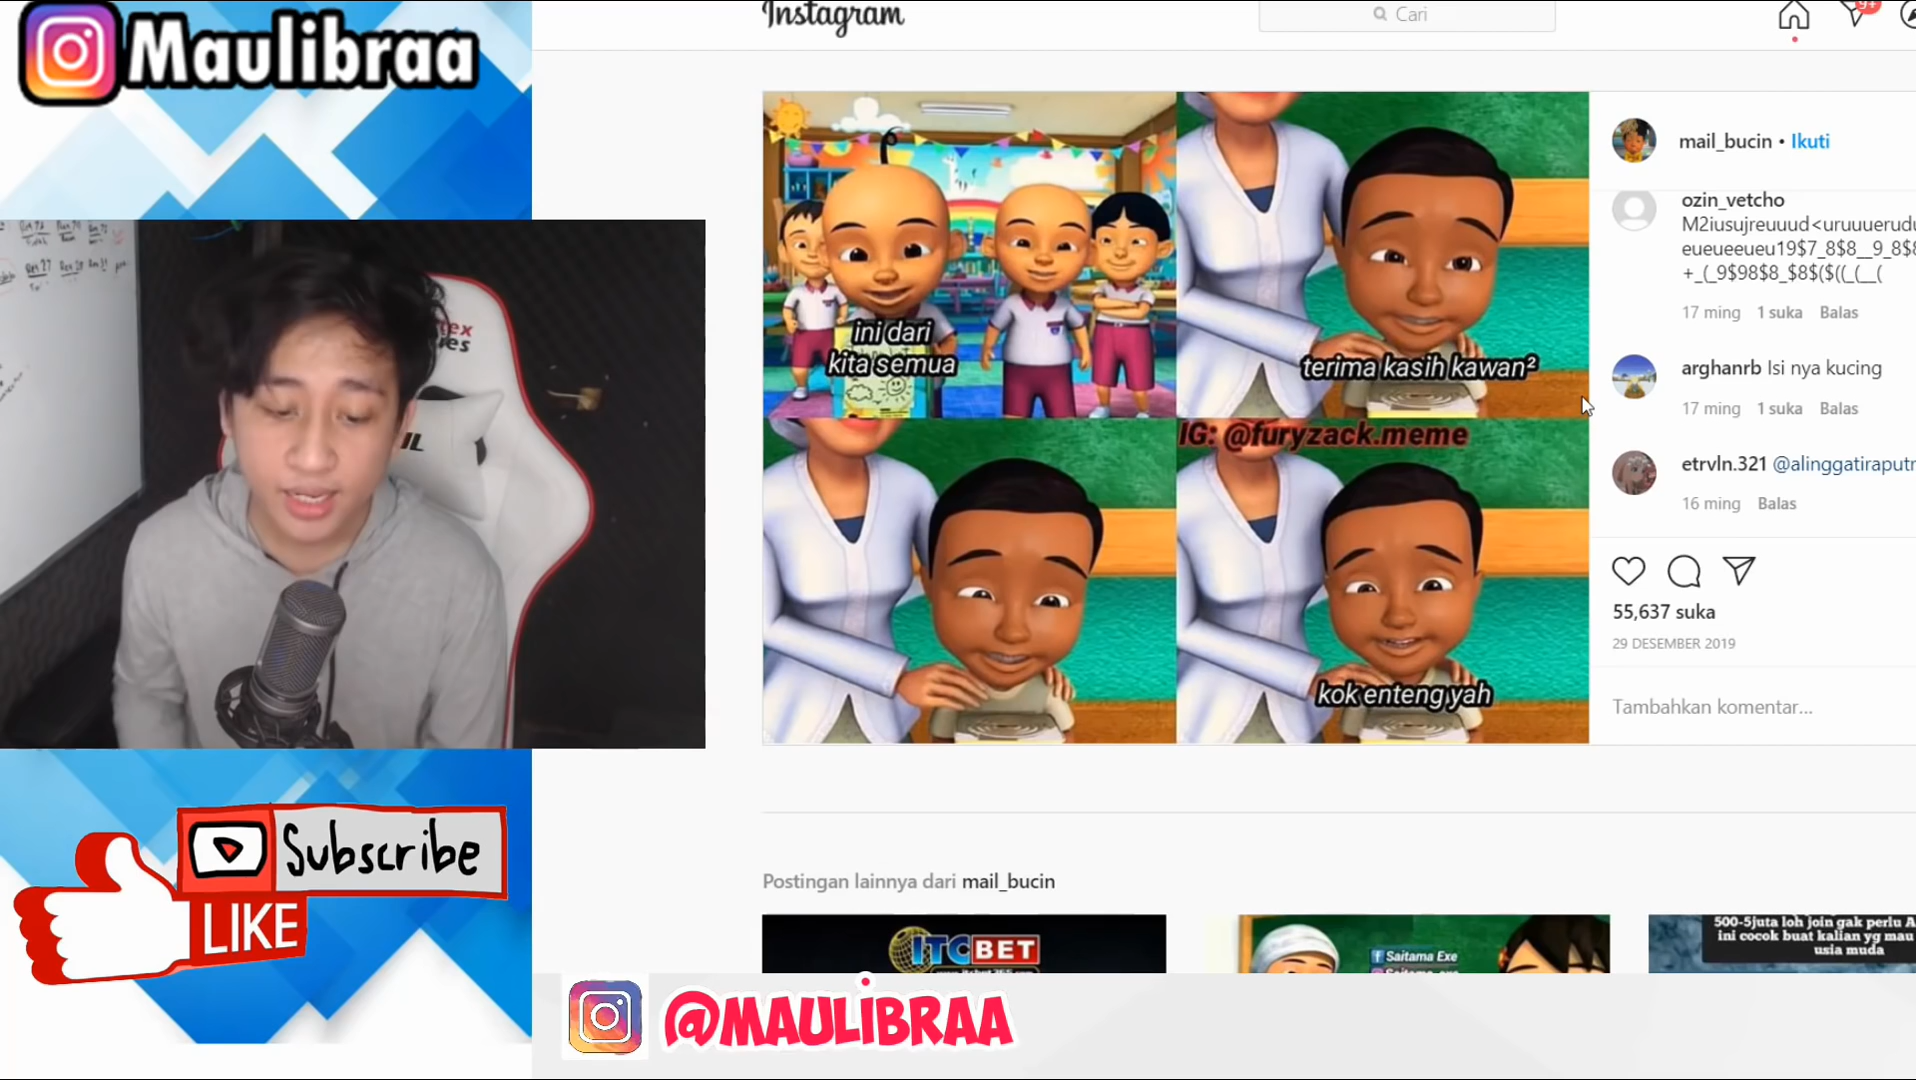 Maulibraa
Instagram
Cari
9+
mail_bucin • Ikuti
ozin_vetcho
M2iusujreuuud<uruuuerudu
+_(_9$98$8_$8$($((_(__(
17 ming 1 suka Balas
arghanrb Isi nya kucing
17 ming 1 suka Balas
etrvln.321 @alinggatiraputr
16 ming Balas
55,637 suka
29 DESEMBER 2019
Tambahkan komentar...
ini dari
kita semua
terima kasih kawan²
IG: @furyzack.meme
kok enteng yah
Subscribe
LIKE
Postingan lainnya dari mail_bucin
ITCBET
Saitama Exe
500-5juta loh join gak perlu A
ini cocok buat kalian yg mau
usia muda
@MAULIBRAA